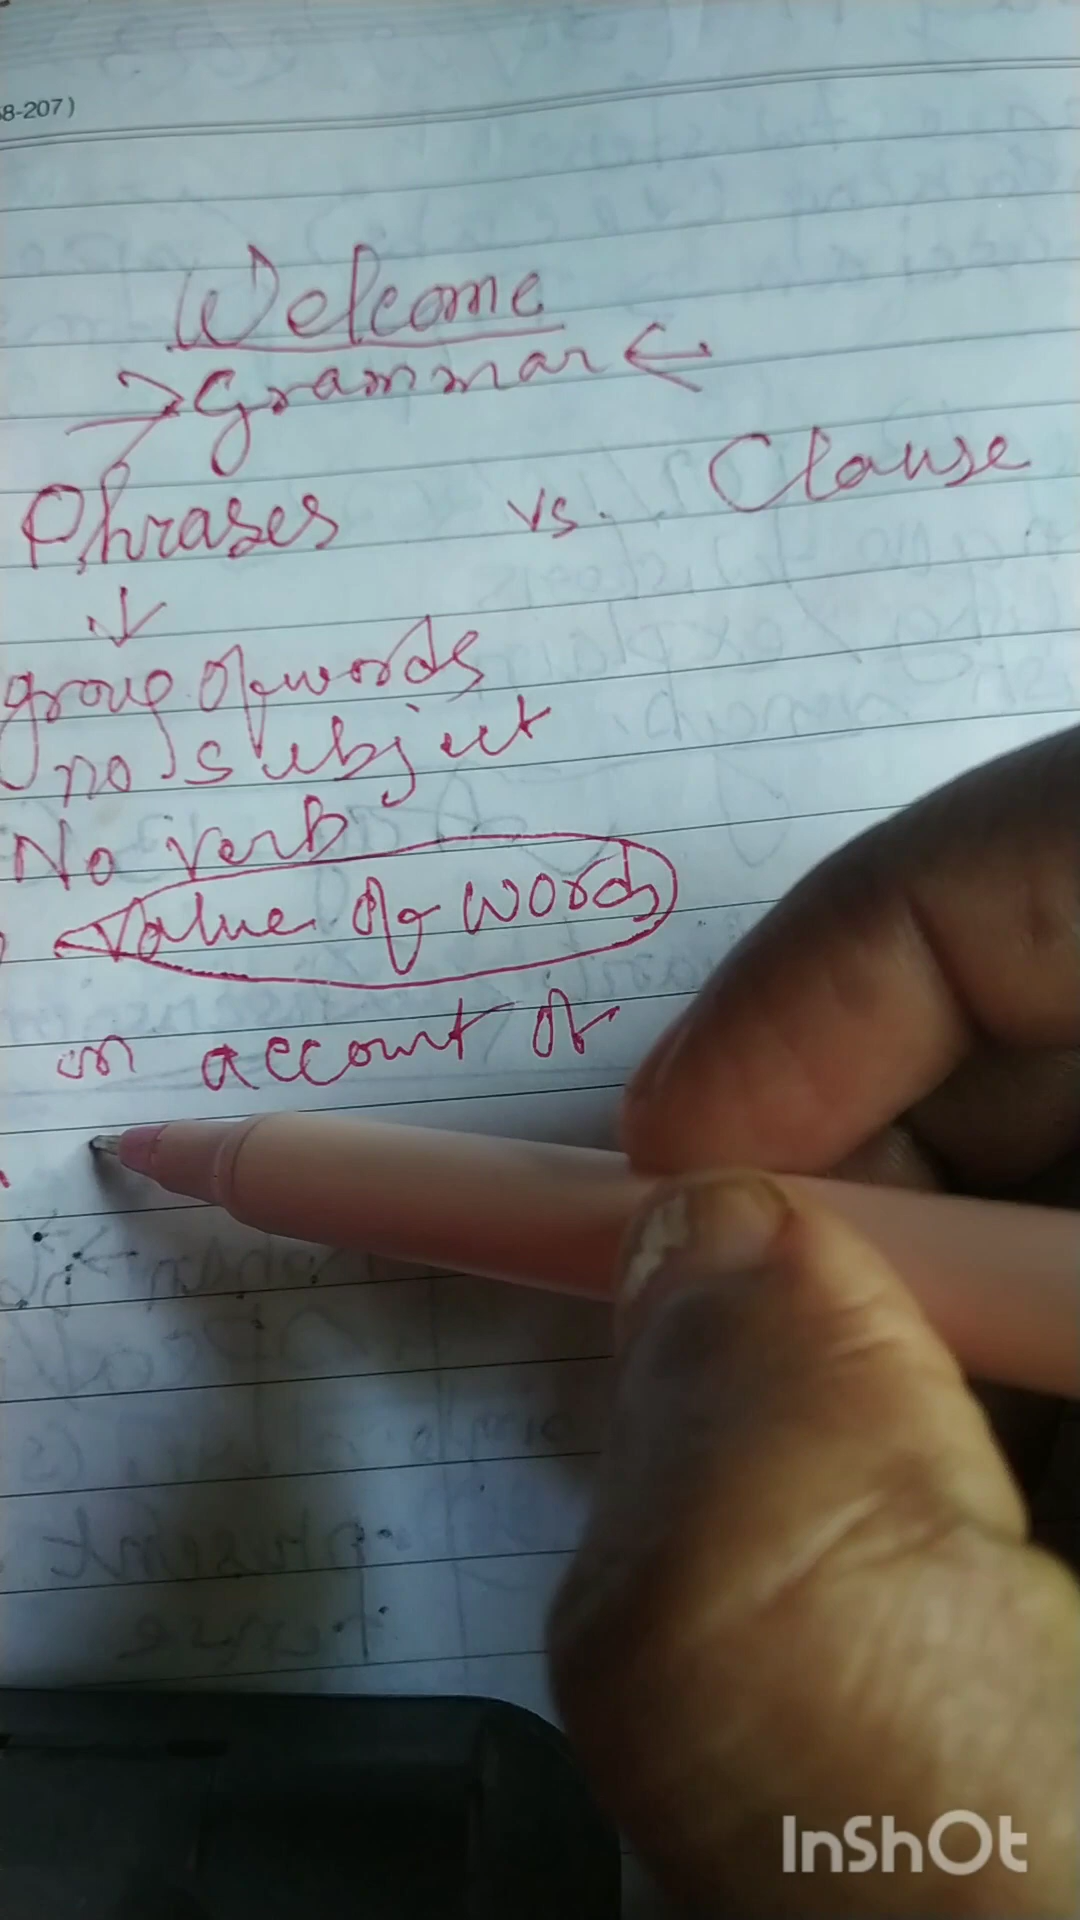 8-207)
Welcome
→ Grammar ←
Phrases vs. Clause
↓
group of words
no subject
No verb
Value of words
on account of
InShOt